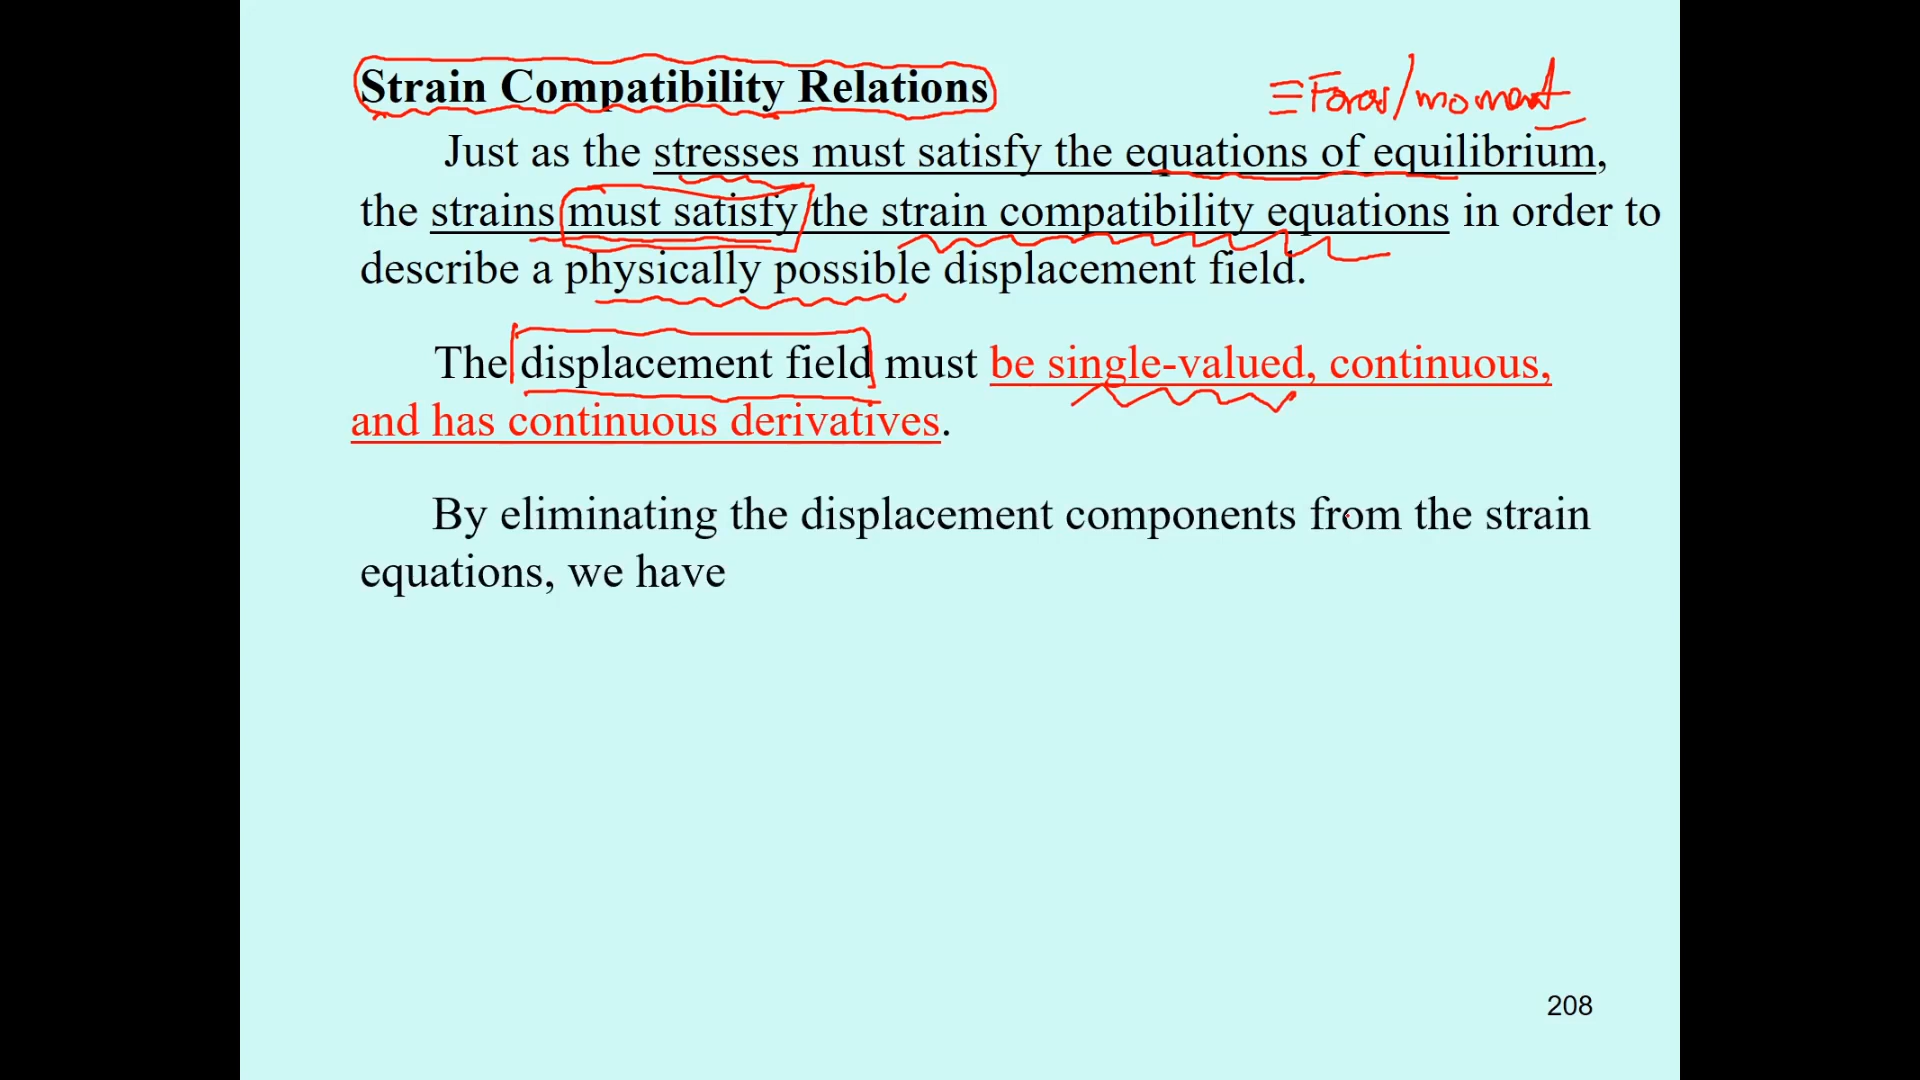 Strain Compatibility Relations
≡Forces/moment
Just as the stresses must satisfy the equations of equilibrium,
the strains must satisfy the strain compatibility equations in order to
describe a physically possible displacement field.
The displacement field must be single-valued, continuous,
and has continuous derivatives.
By eliminating the displacement components from the strain
equations, we have
208